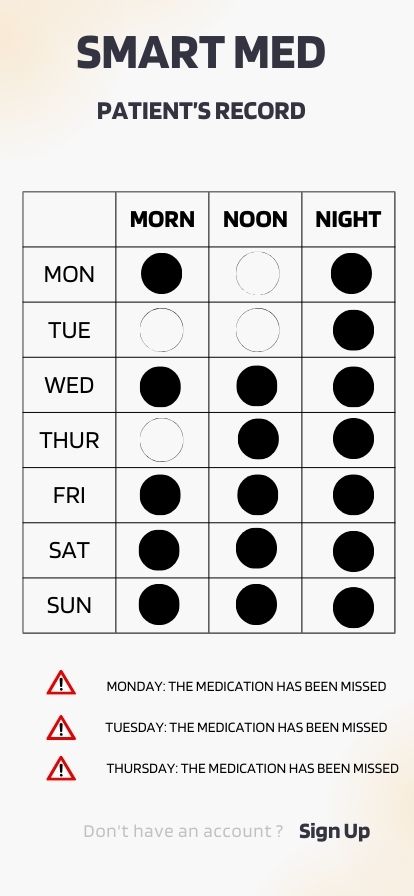 SMART MED
PATIENT'S RECORD
MORN NOON NIGHT
MON
TUE
WED
THUR
FRI
SAT
SUN
MONDAY: THE MEDICATION HAS BEEN MISSED
TUESDAY: THE MEDICATION HAS BEEN MISSED
THURSDAY: THE MEDICATION HAS BEEN MISSED
Don't have an account ? Sign Up